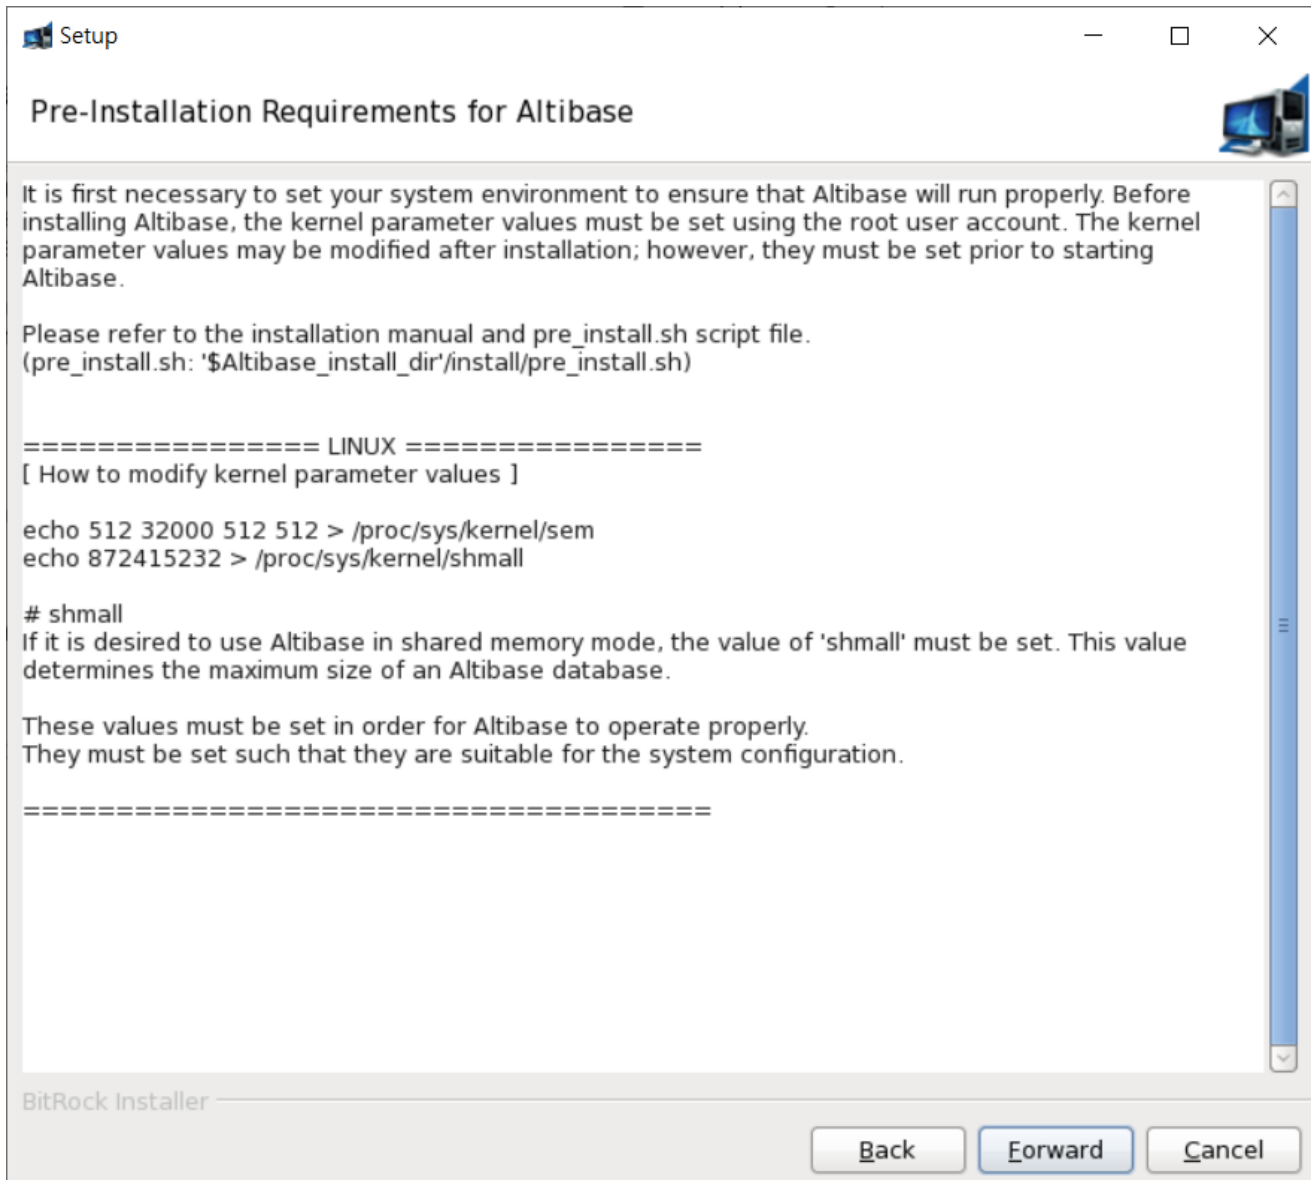 Setup
Pre-Installation Requirements for Altibase
It is first necessary to set your system environment to ensure that Altibase will run properly. Before
installing Altibase, the kernel parameter values must be set using the root user account. The kernel
parameter values may be modified after installation; however, they must be set prior to starting
Altibase.
Please refer to the installation manual and pre_install.sh script file.
(pre_install.sh: '$Altibase_install_dir'/install/pre_install.sh)
================ LINUX ================
[ How to modify kernel parameter values ]
echo 512 32000 512 512 > /proc/sys/kernel/sem
echo 872415232 > /proc/sys/kernel/shmall
# shmall
If it is desired to use Altibase in shared memory mode, the value of 'shmall' must be set. This value
determines the maximum size of an Altibase database.
These values must be set in order for Altibase to operate properly.
They must be set such that they are suitable for the system configuration.
=====================================
BitRock Installer
Back Forward Cancel